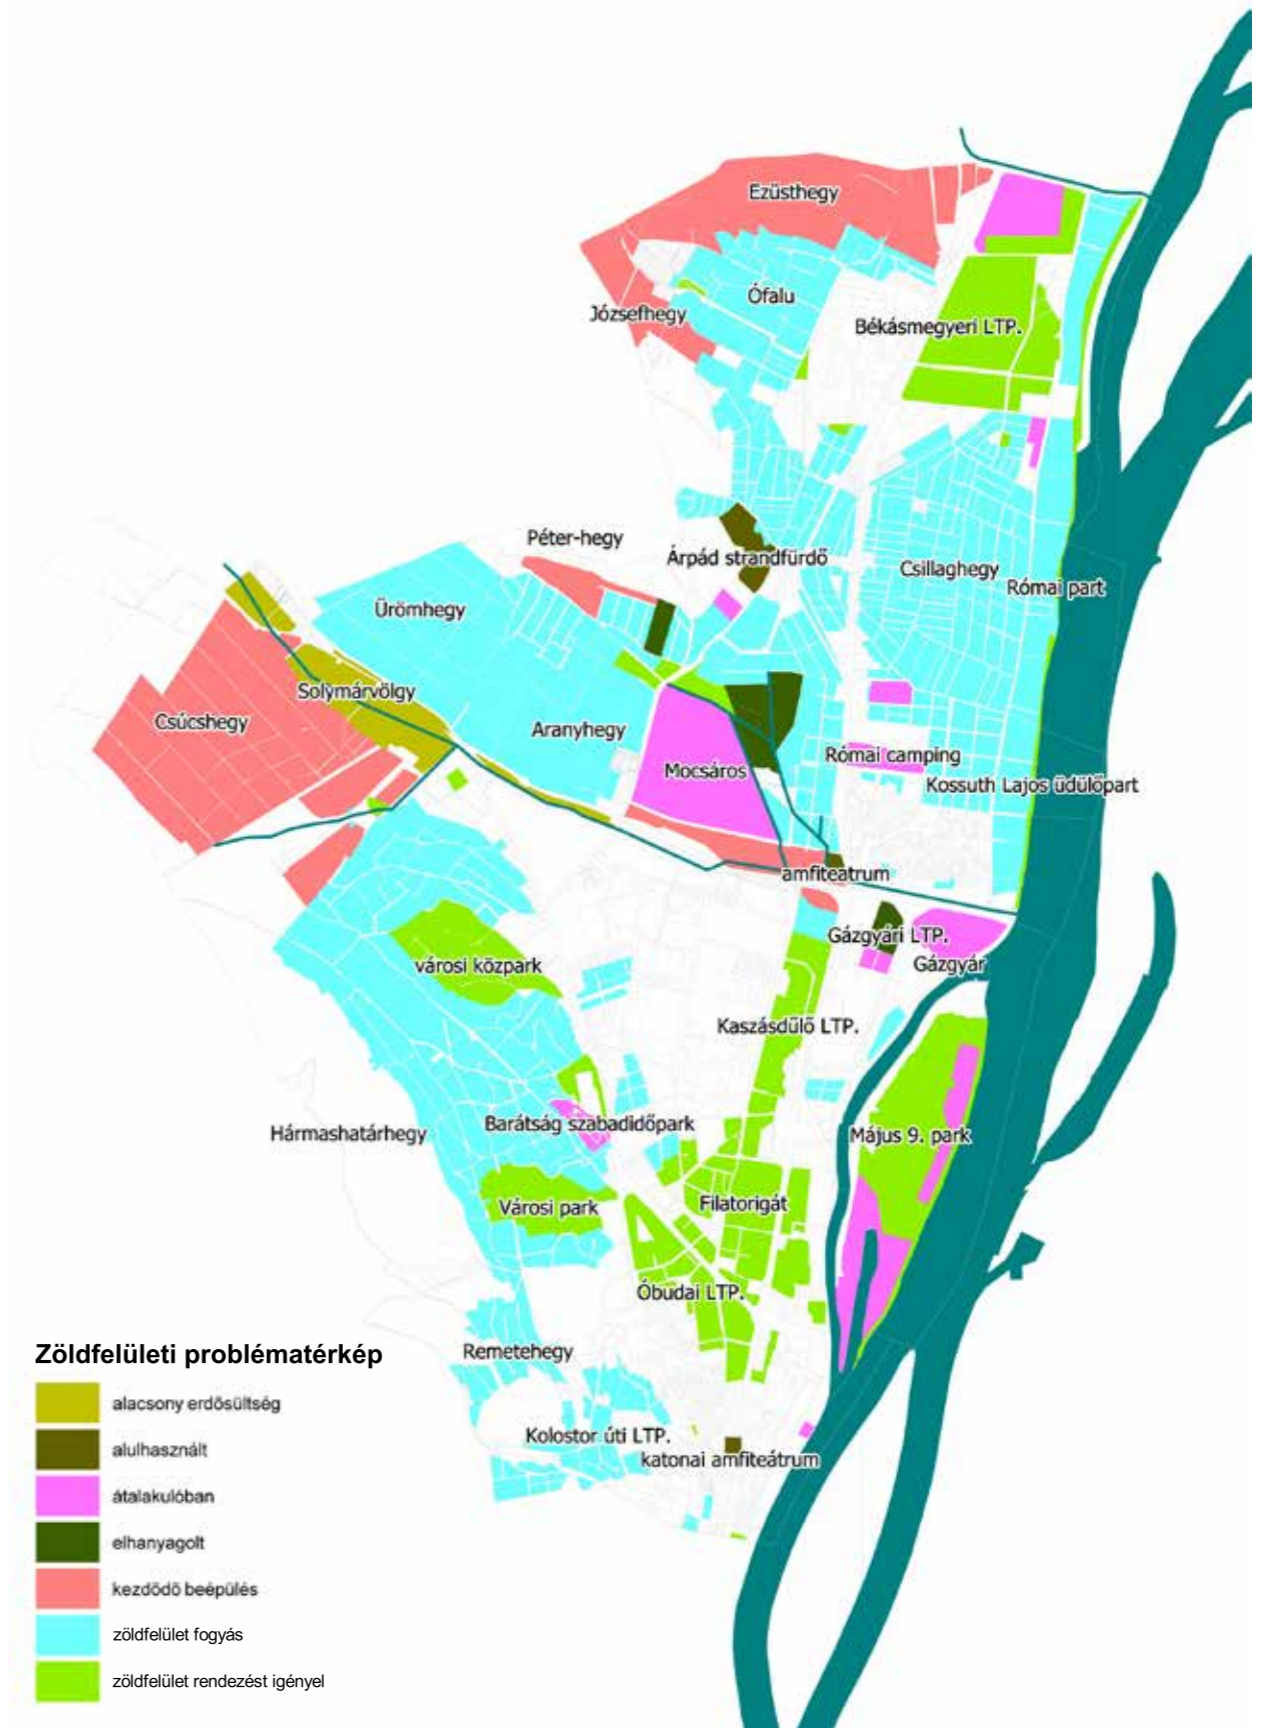 Ezüsthegy
Ófalu
Józsefhegy
Békásmegyeri LTP.
Péter-hegy
Árpád strandfürdő
Csillaghegy
Római part
Ürömhegy
Solymárvölgy
Csúcshegy
Aranyhegy
Mocsáros
Római camping
Kossuth Lajos üdülőpart
amfiteatrum
Gázgyári LTP.
Gázgyár
városi közpark
Kaszásdűlő LTP.
Barátság szabadidőpark
Hármashatárhegy
Május 9. park
Városi park
Filatorigát
Óbudai LTP.
Remetehegy
Kolostor úti LTP.
katonai amfiteátrum
Zöldfelületi problématérkép
alacsony erdősültség
alulhasznált
átalakulóban
elhanyagolt
kezdődő beépülés
zöldfelület fogyás
zöldfelület rendezést igényel